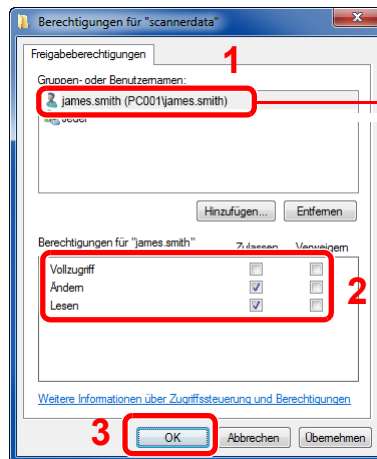 Berechtigungen für "scannerdata"
Freigabeberechtigungen
1
Gruppen- oder Benutzernamen:
james.smith (PC001\james.smith)
Jeder
Hinzufügen... Entfernen
Berechtigungen für "james.smith" Zulassen Verweigern
Vollzugriff
Ändern
Lesen
2
Weitere Informationen über Zugriffssteuerung und Berechtigungen
3
OK Abbrechen Übernehmen